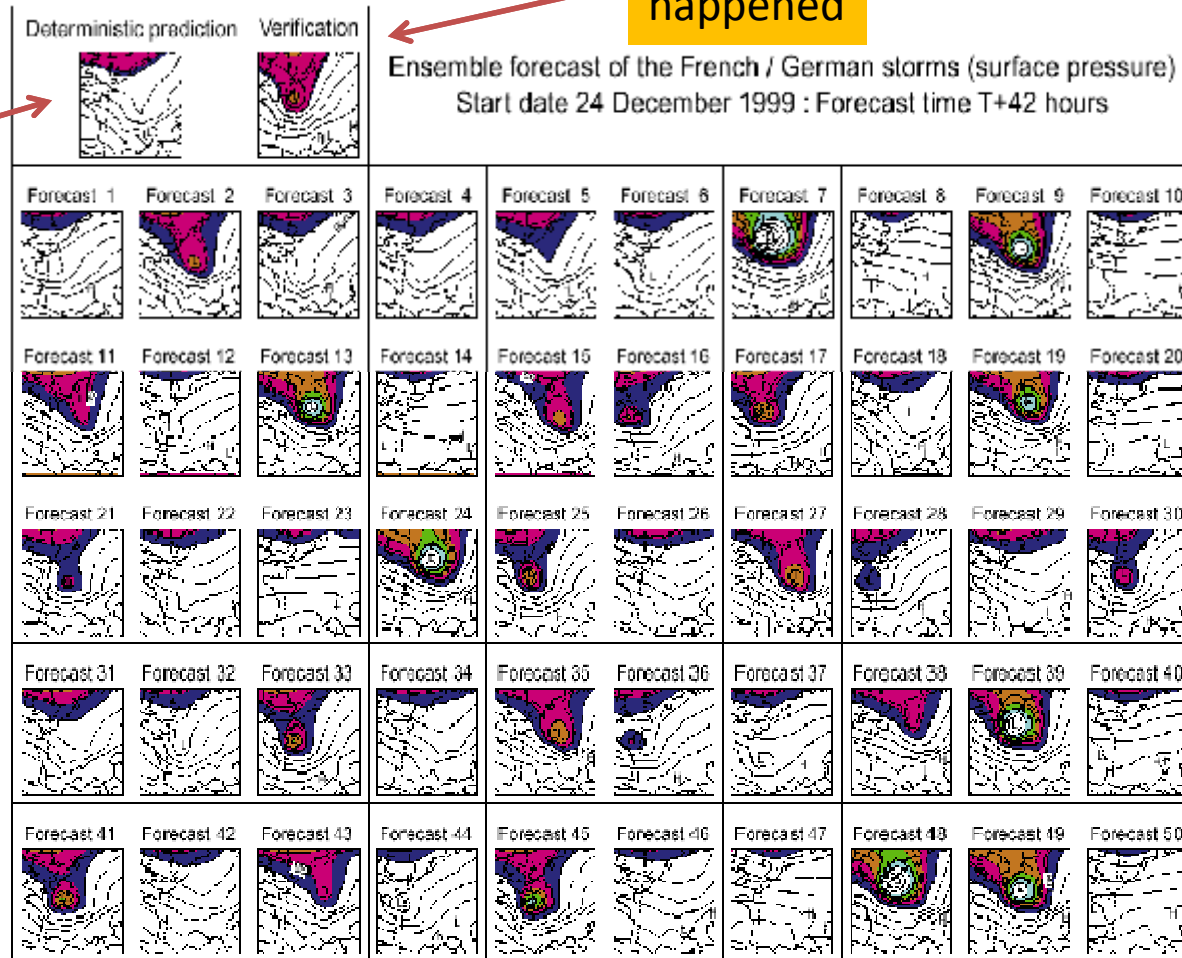 happened
Deterministic prediction Verification
Ensemble forecast of the French / German storms (surface pressure)
Start date 24 December 1999 : Forecast time T+42 hours
Forecast 1 Forecast 2 Forecast 3 Forecast 4 Forecast 5 Forecast 6 Forecast 7 Forecast 8 Forecast 9 Forecast 10
Forecast 11 Forecast 12 Forecast 13 Forecast 14 Forecast 15 Forecast 16 Forecast 17 Forecast 18 Forecast 19 Forecast 20
Forecast 21 Forecast 22 Forecast 23 Forecast 24 Forecast 25 Forecast 26 Forecast 27 Forecast 28 Forecast 29 Forecast 30
Forecast 31 Forecast 32 Forecast 33 Forecast 34 Forecast 35 Forecast 36 Forecast 37 Forecast 38 Forecast 39 Forecast 40
Forecast 41 Forecast 42 Forecast 43 Forecast 44 Forecast 45 Forecast 46 Forecast 47 Forecast 48 Forecast 49 Forecast 50